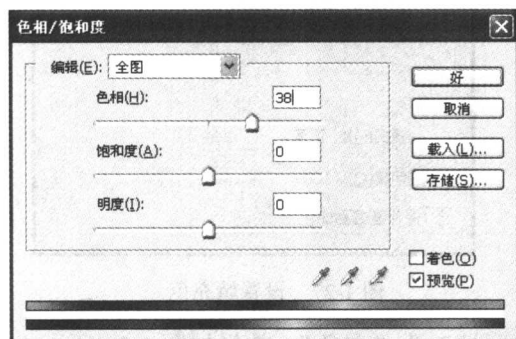 色相/饱和度
编辑(E): 全图
色相(H): 38
饱和度(A): 0
明度(I): 0
好
取消
载入(L)...
存储(S)...
着色(O)
预览(P)